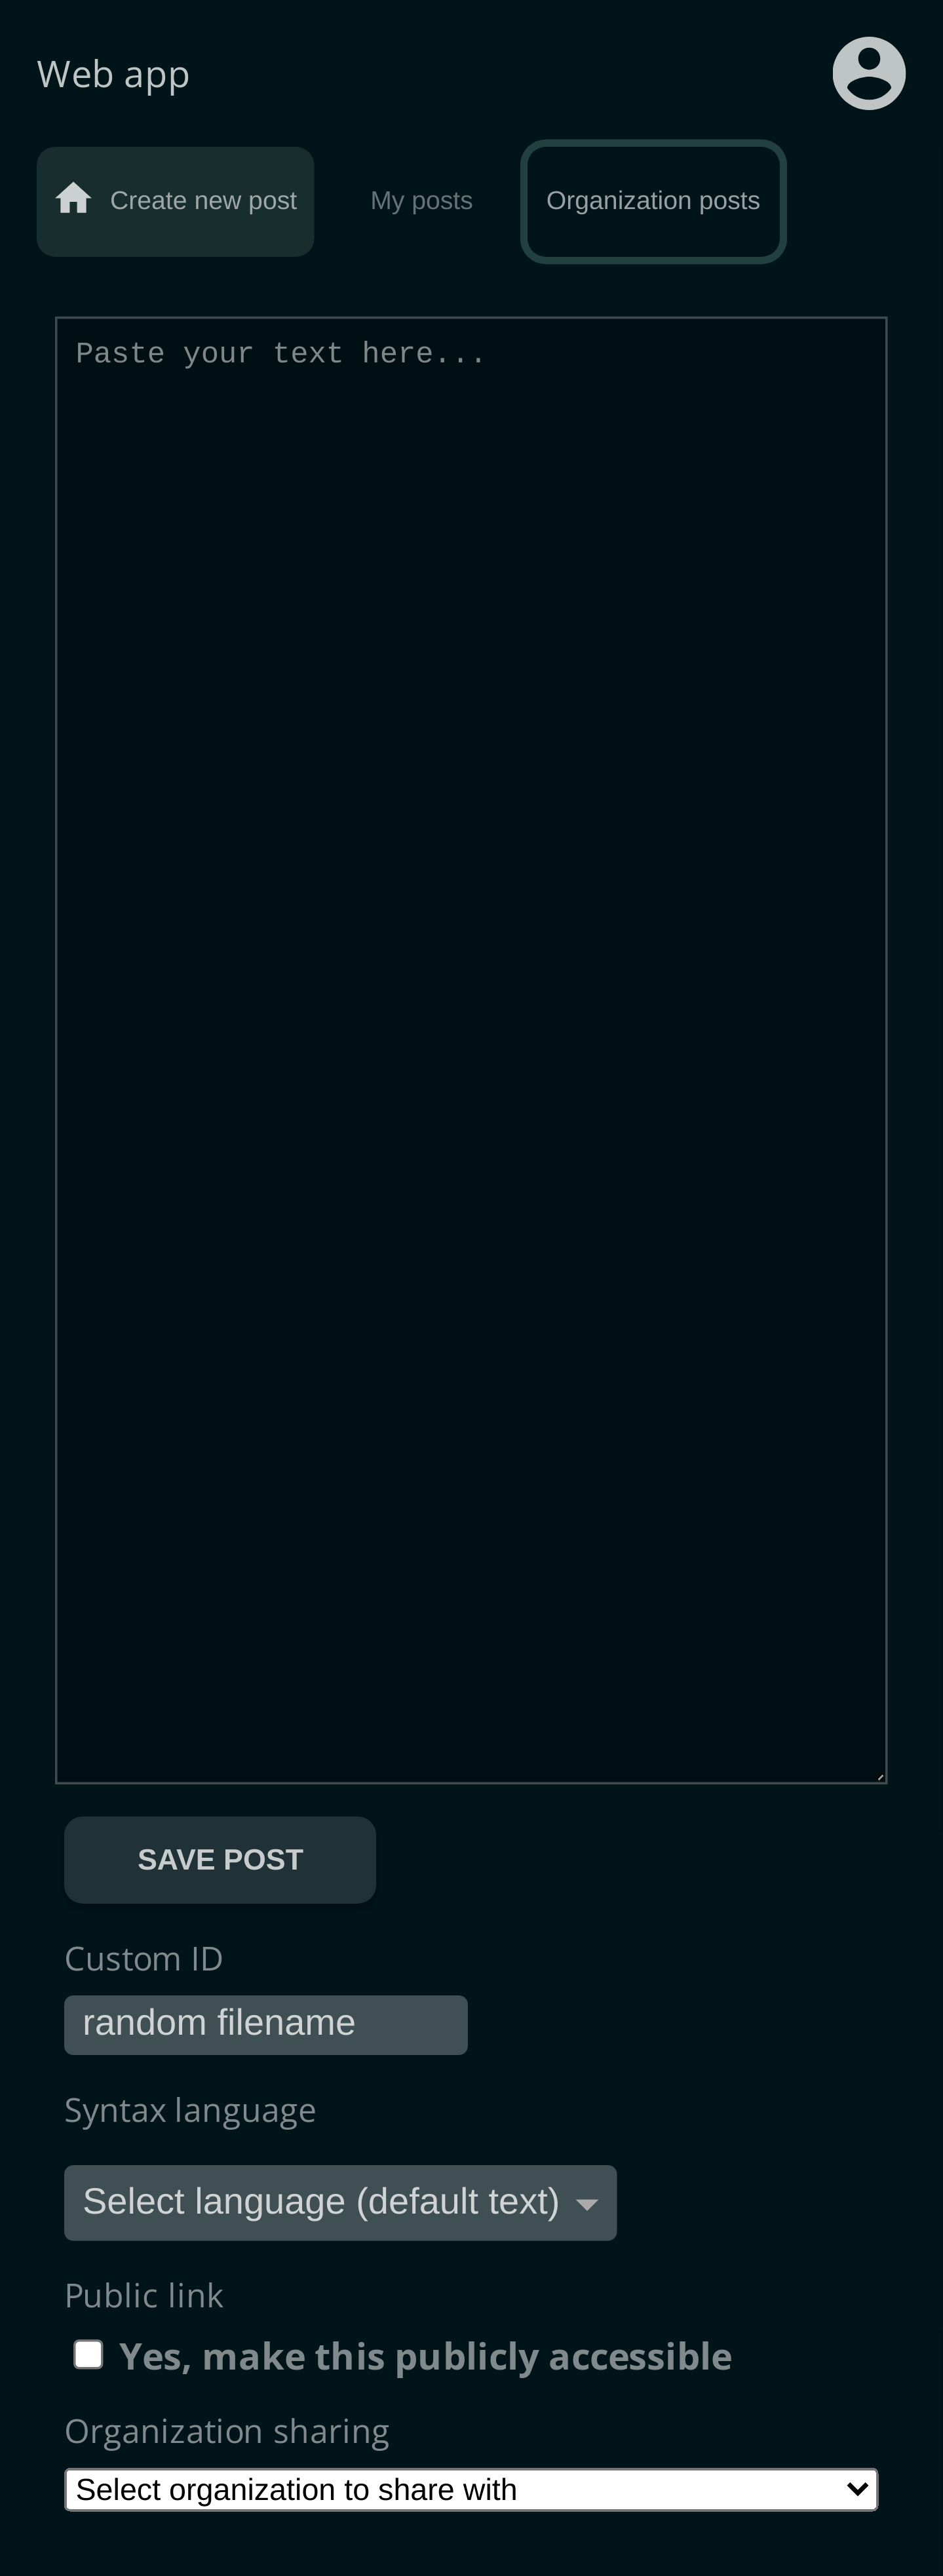 Web app
Create new post
My posts
Organization posts
Paste your text here...
SAVE POST
Custom ID
random filename
Syntax language
Select language (default text)
Public link
Yes, make this publicly accessible
Organization sharing
Select organization to share with